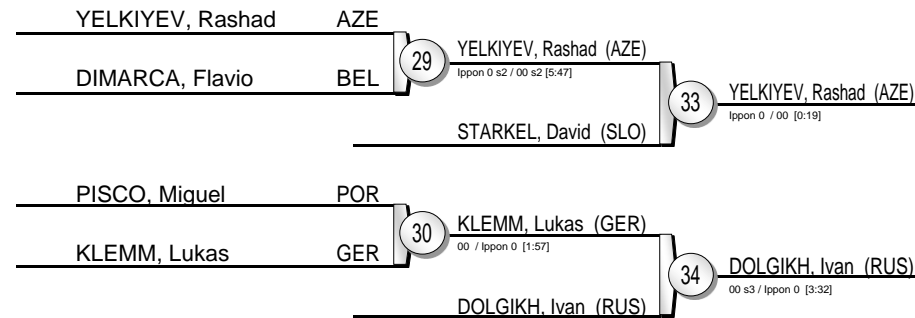 YELKIYEV, Rashad AZE
DIMARCA, Flavio BEL
29
YELKIYEV, Rashad (AZE)
Ippon 0 s2 / 00 s2 [5:47]
STARKEL, David (SLO)
33
YELKIYEV, Rashad (AZE)
Ippon 0 / 00 [0:19]
PISCO, Miguel POR
KLEMM, Lukas GER
30
KLEMM, Lukas (GER)
00 / Ippon 0 [1:57]
DOLGIKH, Ivan (RUS)
34
DOLGIKH, Ivan (RUS)
00 s3 / Ippon 0 [3:32]